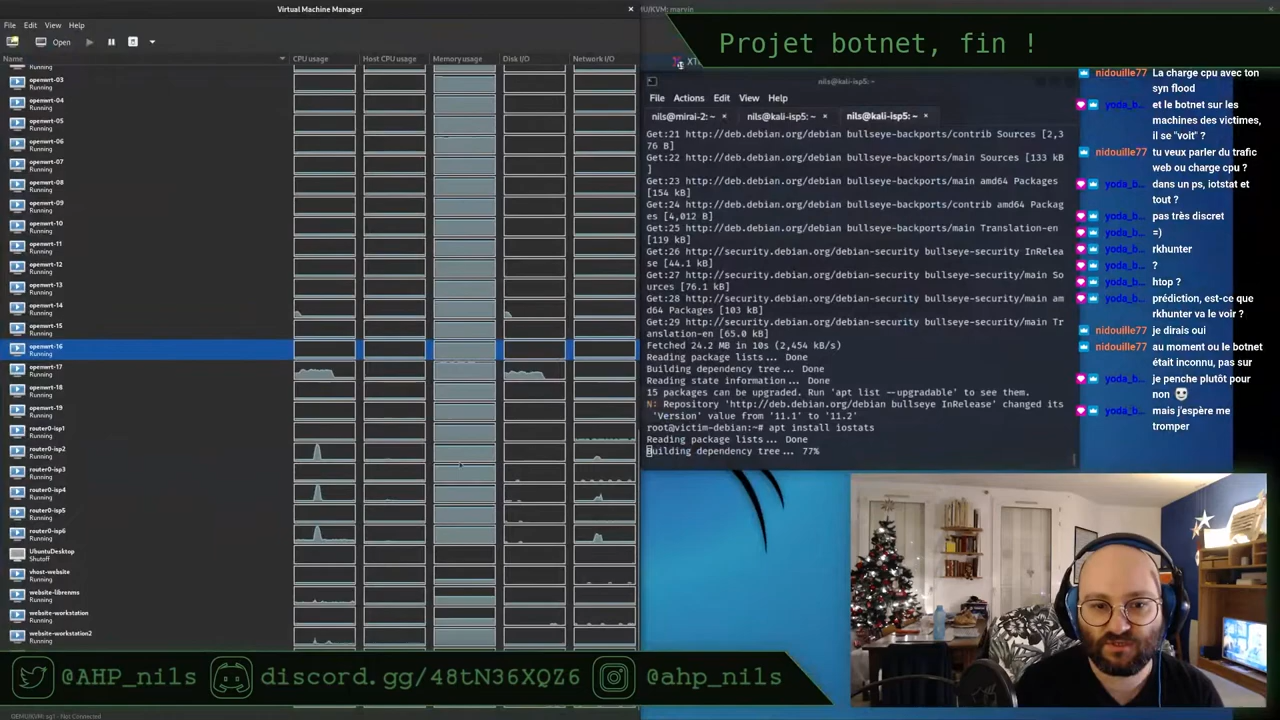 Virtual Machine Manager
×
File Edit View Help
Open
Name CPU usage Host CPU usage Memory usage Disk I/O Network I/O
Running
openwrt-03
Running
openwrt-04
Running
openwrt-05
Running
openwrt-06
Running
openwrt-07
Running
openwrt-08
Running
openwrt-09
Running
openwrt-10
Running
openwrt-11
Running
openwrt-12
Running
openwrt-13
Running
openwrt-14
Running
openwrt-15
Running
openwrt-16
Running
openwrt-17
Running
openwrt-18
Running
openwrt-19
Running
router0-isp1
Running
router0-isp2
Running
router0-isp3
Running
router0-isp4
Running
router0-isp5
Running
router0-isp6
Running
UbuntuDesktop
Shutoff
vhost-website
Running
website-librenms
Running
website-workstation
Running
website-workstation2
Running
MU/KVM: marvin
Projet botnet, fin !
nils@kali-isp5: ~
File Actions Edit View Help
nils@mirai-2: ~ × nils@kali-isp5: ~ × nils@kali-isp5: ~ ×
Get:21 http://deb.debian.org/debian bullseye-backports/contrib Sources [2,3
76 B]
Get:22 http://deb.debian.org/debian bullseye-backports/main Sources [133 kB
]
Get:23 http://deb.debian.org/debian bullseye-backports/main amd64 Packages
[154 kB]
Get:24 http://deb.debian.org/debian bullseye-backports/contrib amd64 Packag
es [4,012 B]
Get:25 http://deb.debian.org/debian bullseye-backports/main Translation-en
[119 kB]
Get:26 http://security.debian.org/debian-security bullseye-security InRelea
se [44.1 kB]
Get:27 http://security.debian.org/debian-security bullseye-security/main So
urces [76.1 kB]
Get:28 http://security.debian.org/debian-security bullseye-security/main am
d64 Packages [103 kB]
Get:29 http://security.debian.org/debian-security bullseye-security/main Tr
anslation-en [65.0 kB]
Fetched 24.2 MB in 10s (2,454 kB/s)
Reading package lists... Done
Building dependency tree... Done
Reading state information... Done
15 packages can be upgraded. Run 'apt list --upgradable' to see them.
N: Repository 'http://deb.debian.org/debian bullseye InRelease' changed its
'Version' value from '11.1' to '11.2'
root@victim-debian:~# apt install iostats
Reading package lists... Done
Building dependency tree... 77%
nidouille77 La charge cpu avec ton
syn flood
yoda_b... et le botnet sur les
machines des victimes,
il se "voit" ?
nidouille77 tu veux parler du trafic
web ou charge cpu ?
yoda_b... dans un ps, iotstat et
tout ?
yoda_b... pas très discret
yoda_b... =)
yoda_b... rkhunter
yoda_b... ?
yoda_b... htop ?
yoda_b... prédiction, est-ce que
rkhunter va le voir ?
nidouille77 je dirais oui
nidouille77 au moment ou le botnet
était inconnu, pas sur
yoda_b... je penche plutôt pour
non
yoda_b... mais j'espère me
tromper
@AHP_nils discord.gg/48tN36XQZ6 @ahp_nils